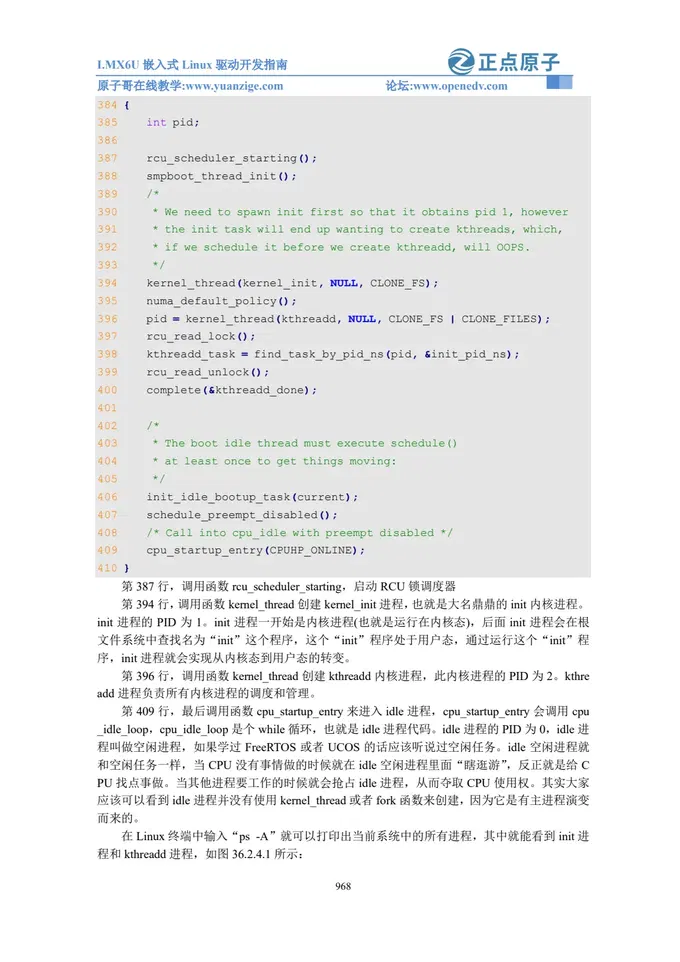 I.MX6U 嵌入式 Linux 驱动开发指南
正点原子
原子哥在线教学:www.yuanzige.com 论坛:www.openedv.com
384 {
385     int pid;
386
387     rcu_scheduler_starting();
388     smpboot_thread_init();
389     /*
390      * We need to spawn init first so that it obtains pid 1, however
391      * the init task will end up wanting to create kthreads, which,
392      * if we schedule it before we create kthreadd, will OOPS.
393      */
394     kernel_thread(kernel_init, NULL, CLONE_FS);
395     numa_default_policy();
396     pid = kernel_thread(kthreadd, NULL, CLONE_FS | CLONE_FILES);
397     rcu_read_lock();
398     kthreadd_task = find_task_by_pid_ns(pid, &init_pid_ns);
399     rcu_read_unlock();
400     complete(&kthreadd_done);
401
402     /*
403      * The boot idle thread must execute schedule()
404      * at least once to get things moving:
405      */
406     init_idle_bootup_task(current);
407     schedule_preempt_disabled();
408     /* Call into cpu_idle with preempt disabled */
409     cpu_startup_entry(CPUHP_ONLINE);
410 }
第 387 行，调用函数 rcu_scheduler_starting，启动 RCU 锁调度器
第 394 行，调用函数 kernel_thread 创建 kernel_init 进程，也就是大名鼎鼎的 init 内核进程。
init 进程的 PID 为 1。init 进程一开始是内核进程(也就是运行在内核态)，后面 init 进程会在根
文件系统中查找名为“init”这个程序，这个“init”程序处于用户态，通过运行这个“init”程
序，init 进程就会实现从内核态到用户态的转变。
第 396 行，调用函数 kernel_thread 创建 kthreadd 内核进程，此内核进程的 PID 为 2。kthre
add 进程负责所有内核进程的调度和管理。
第 409 行，最后调用函数 cpu_startup_entry 来进入 idle 进程，cpu_startup_entry 会调用 cpu
_idle_loop，cpu_idle_loop 是个 while 循环，也就是 idle 进程代码。idle 进程的 PID 为 0，idle 进
程叫做空闲进程，如果学过 FreeRTOS 或者 UCOS 的话应该听说过空闲任务。idle 空闲进程就
和空闲任务一样，当 CPU 没有事情做的时候就在 idle 空闲进程里面“瞎逛游”，反正就是给 C
PU 找点事做。当其他进程要工作的时候就会抢占 idle 进程，从而夺取 CPU 使用权。其实大家
应该可以看到 idle 进程并没有使用 kernel_thread 或者 fork 函数来创建，因为它是有主进程演变
而来的。
在 Linux 终端中输入“ps -A”就可以打印出当前系统中的所有进程，其中就能看到 init 进
程和 kthreadd 进程，如图 36.2.4.1 所示：
968